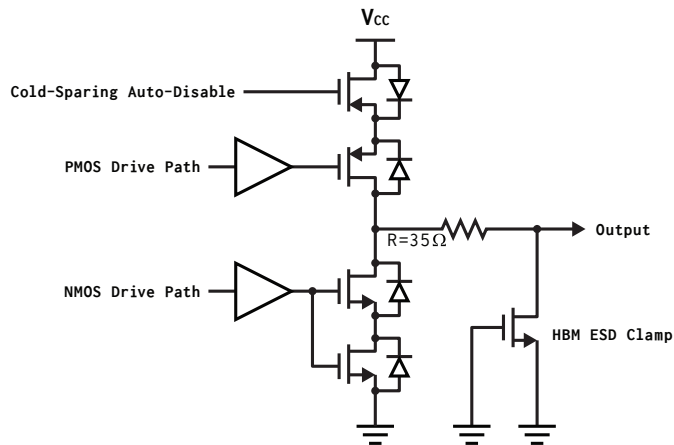 Vcc
Cold-Sparing Auto-Disable
PMOS Drive Path
R=35Ω
Output
NMOS Drive Path
HBM ESD Clamp